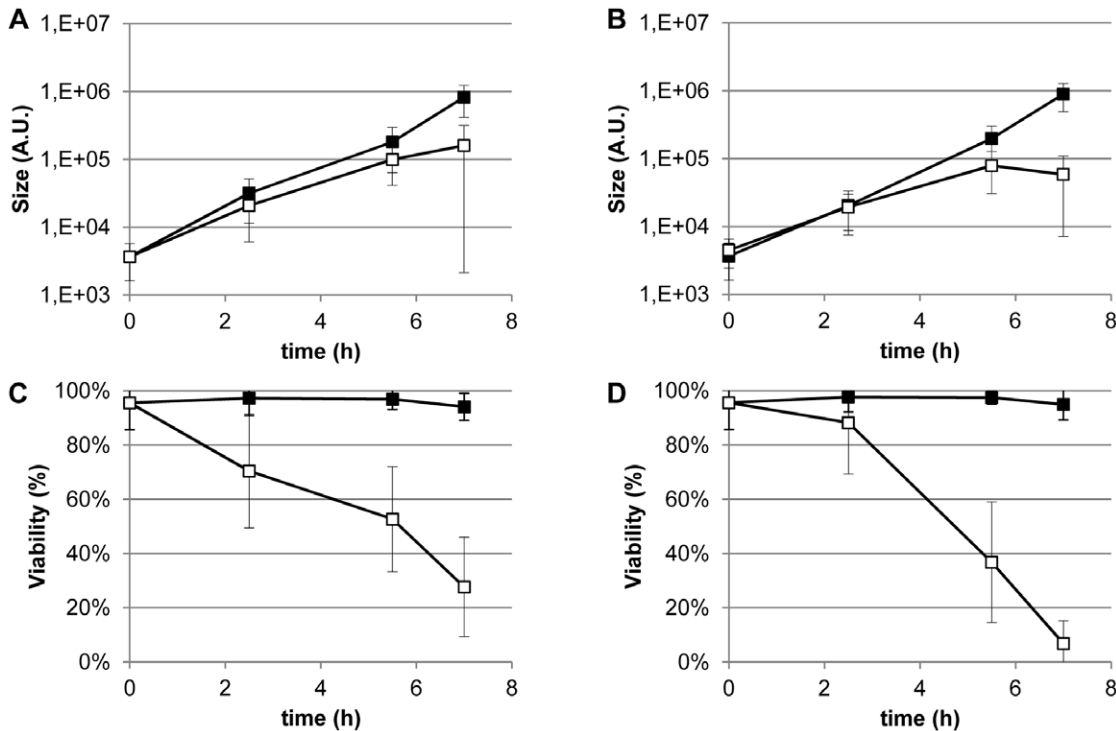 A
Size (A.U.)
1,E+07
1,E+06
1,E+05
1,E+04
1,E+03
0 2 4 6 8
time (h)
B
Size (A.U.)
1,E+07
1,E+06
1,E+05
1,E+04
1,E+03
0 2 4 6 8
time (h)
C
Viability (%)
100%
80%
60%
40%
20%
0%
0 2 4 6 8
time (h)
D
Viability (%)
100%
80%
60%
40%
20%
0%
0 2 4 6 8
time (h)